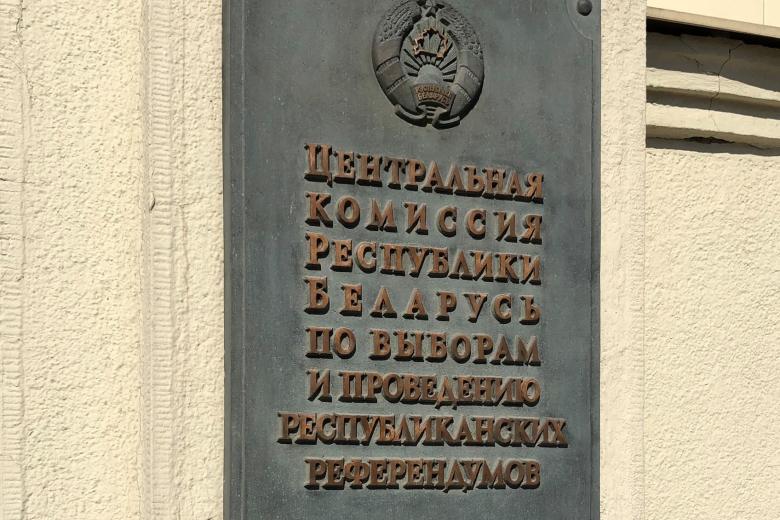 ЦЕНТРАЛЬНАЯ
КОМИССИЯ
РЕСПУБЛИКИ
БЕЛАРУСЬ
ПО ВЫБОРАМ
И ПРОВЕДЕНИЮ
РЕСПУБЛИКАНСКИХ
РЕФЕРЕНДУМОВ